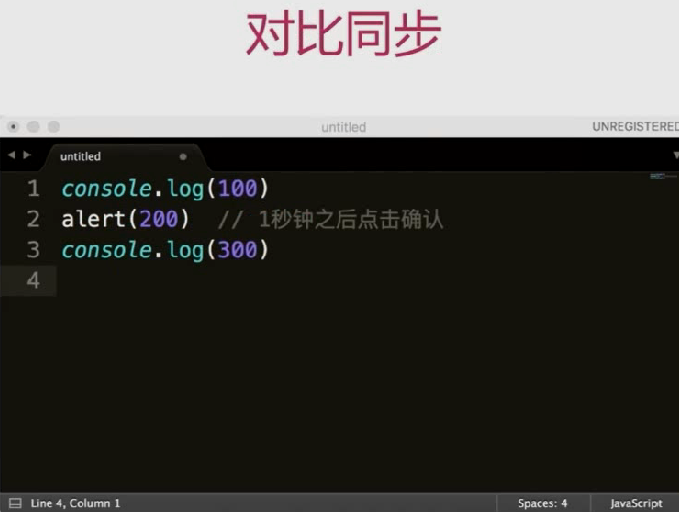 对比同步
untitled
UNREGISTERED
untitled
1 console.log(100)
2 alert(200)  // 1秒钟之后点击确认
3 console.log(300)
4
Line 4, Column 1
Spaces: 4
JavaScript